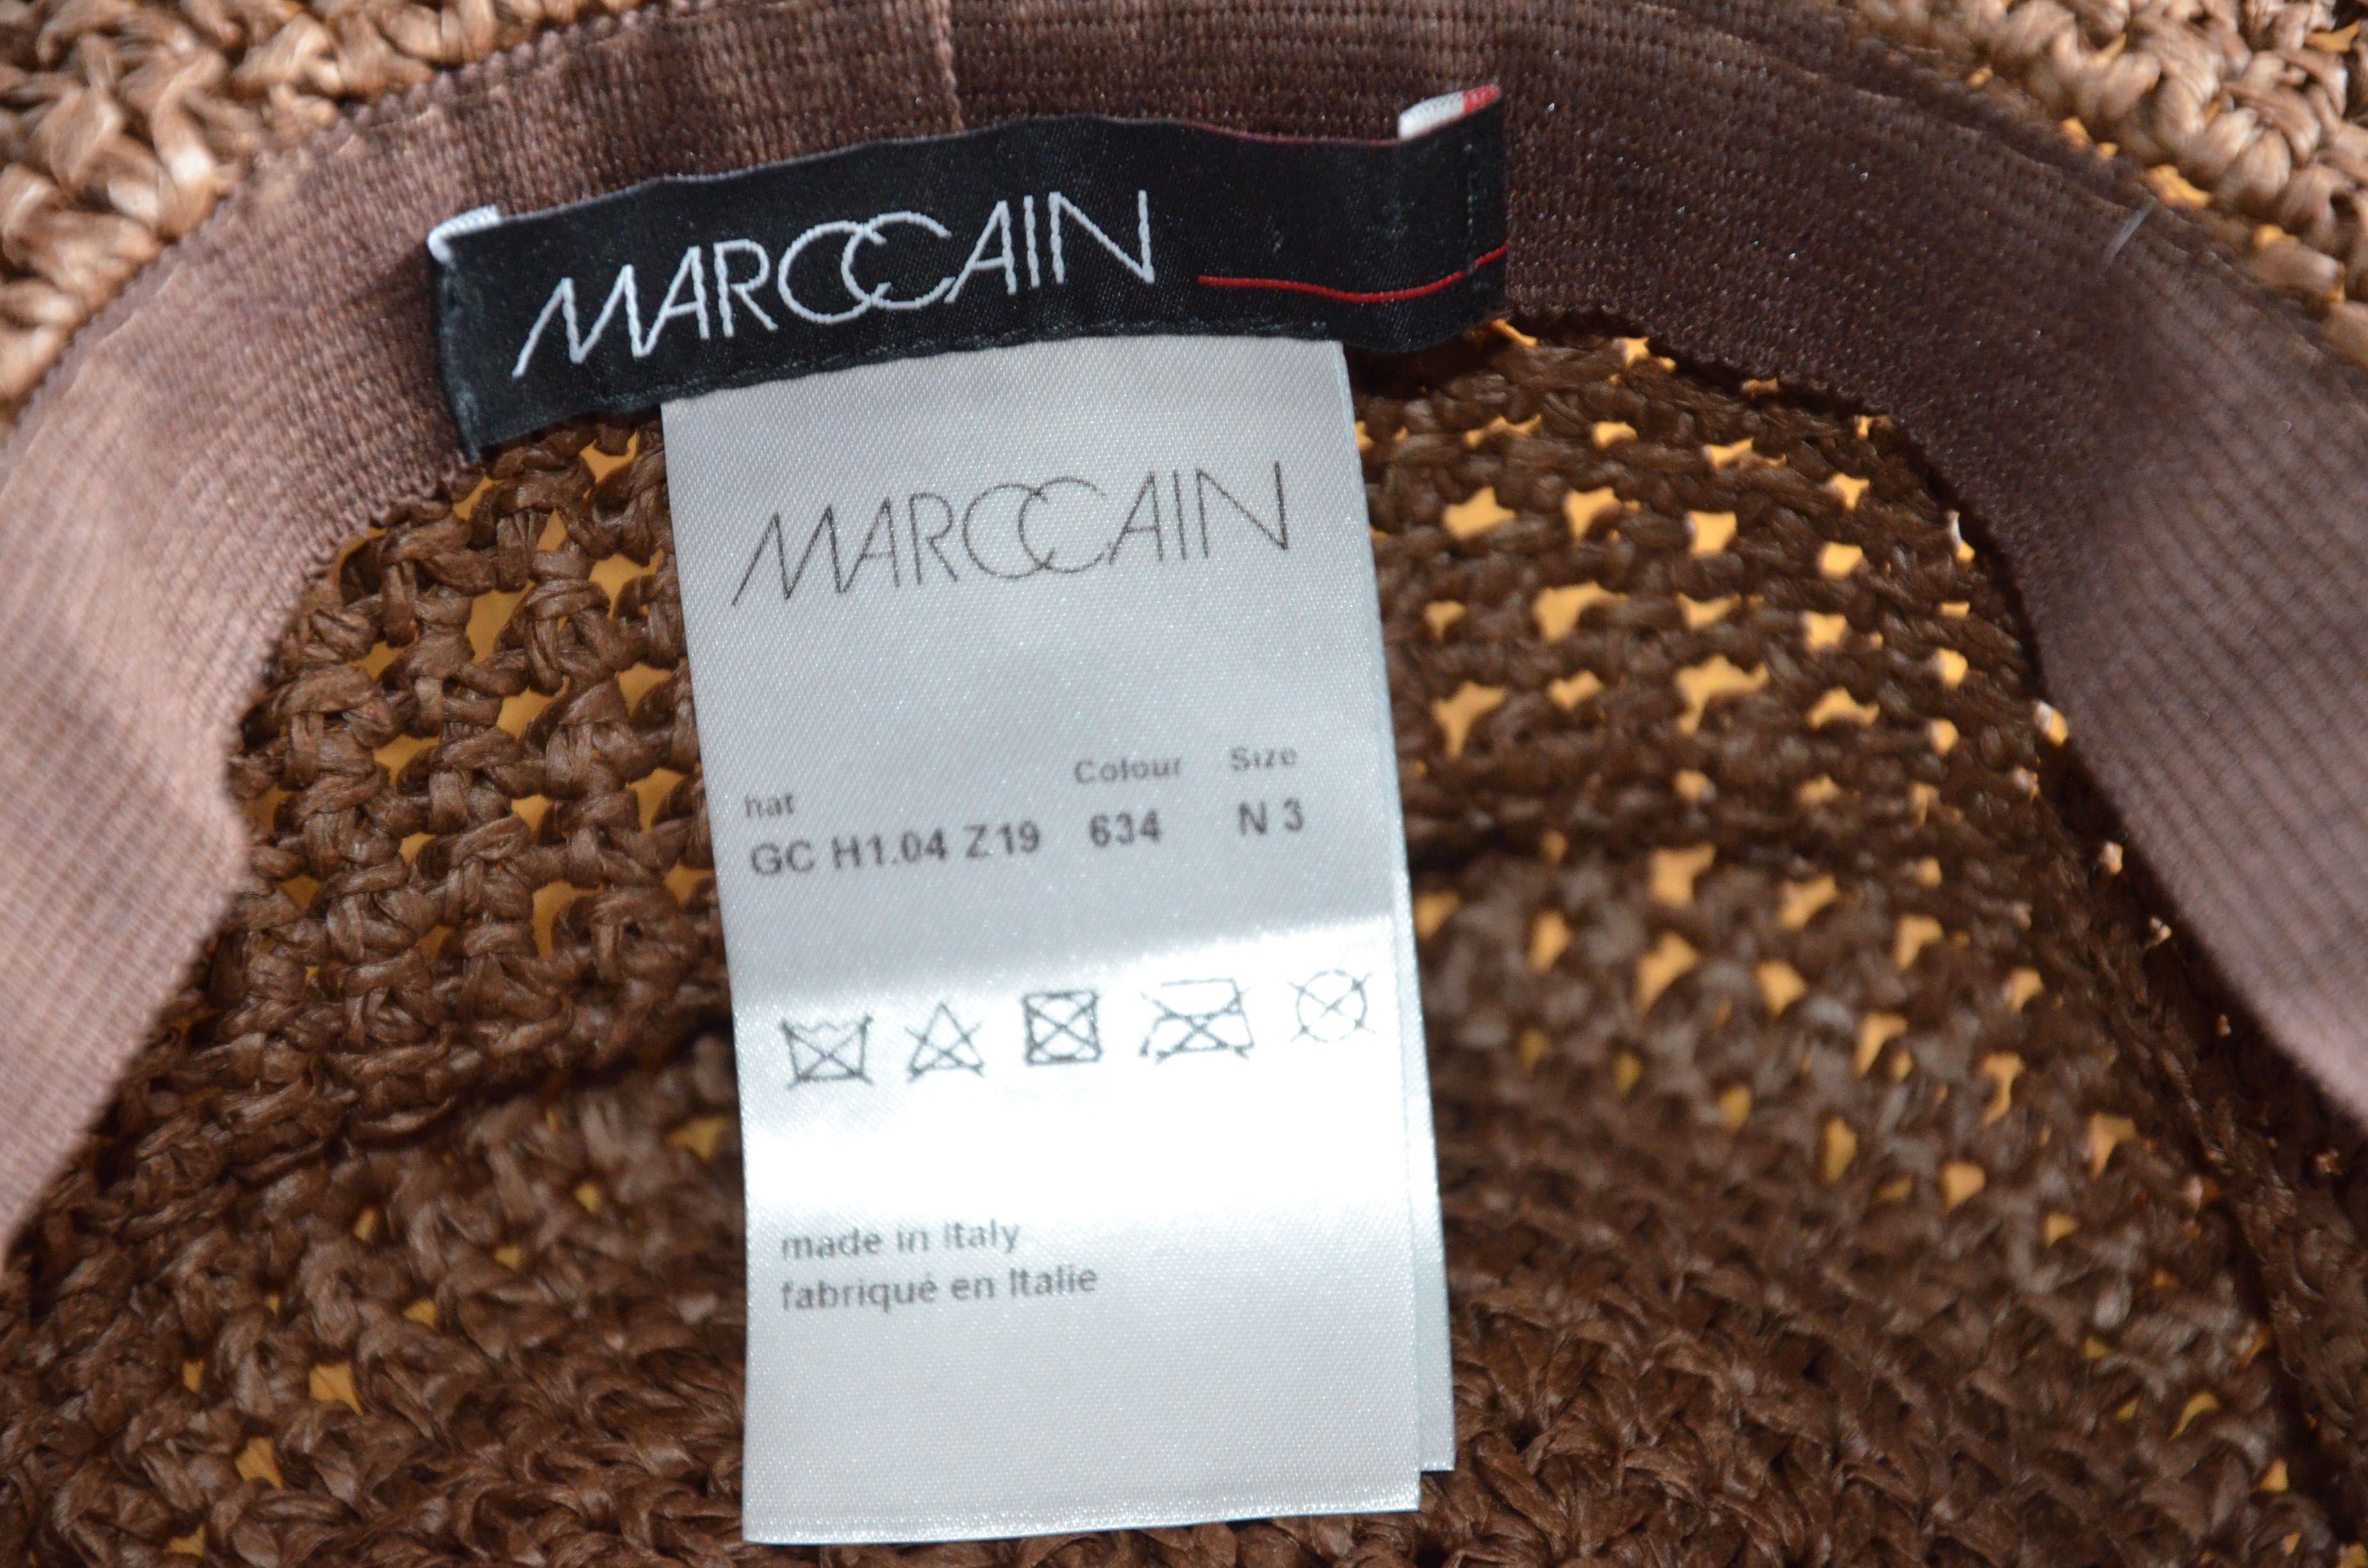 MARCCAIN
MARCCAIN
Colour Size
hat
GC H1.04 Z19 634 N 3
made in Italy
fabriqué en Italie